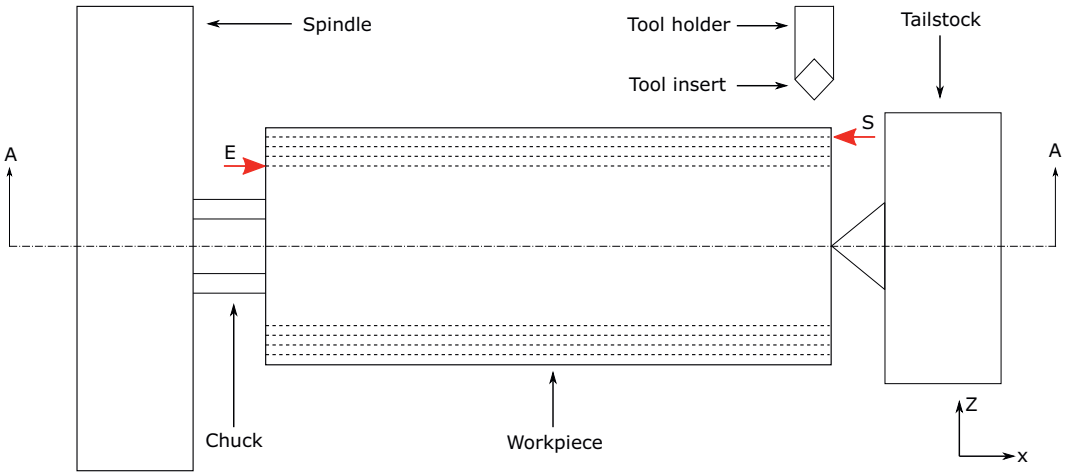 Spindle
Tool holder
Tailstock
Tool insert
S
E
A
A
Z
x
Chuck
Workpiece